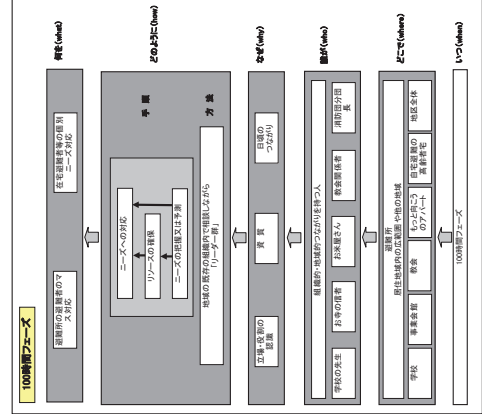 100時間フェーズ
何を(what)
避難所の避難者のマ
ス対応
在宅避難者等の個別
ニーズ対応
どのように(how)
手順
ニーズへの対応
リソースの確保
ニーズの把握又は予測
方法
地域の既存の組織内で相談しながら
「リーダー群」
なぜ(why)
立場・役割の
認識
資質
日頃の
つながり
誰が(who)
組織的・地域的つながりを持つ人
学校の先生
お寺の信者
お米屋さん
教会関係者
消防団分団
長
どこで(where)
避難所
居住地域内の広範囲や他の地域
学校
事業会館
教会
もっと向こう
のアパート
自宅避難の
高齢者宅
地区全体
いつ(when)
100時間フェーズ